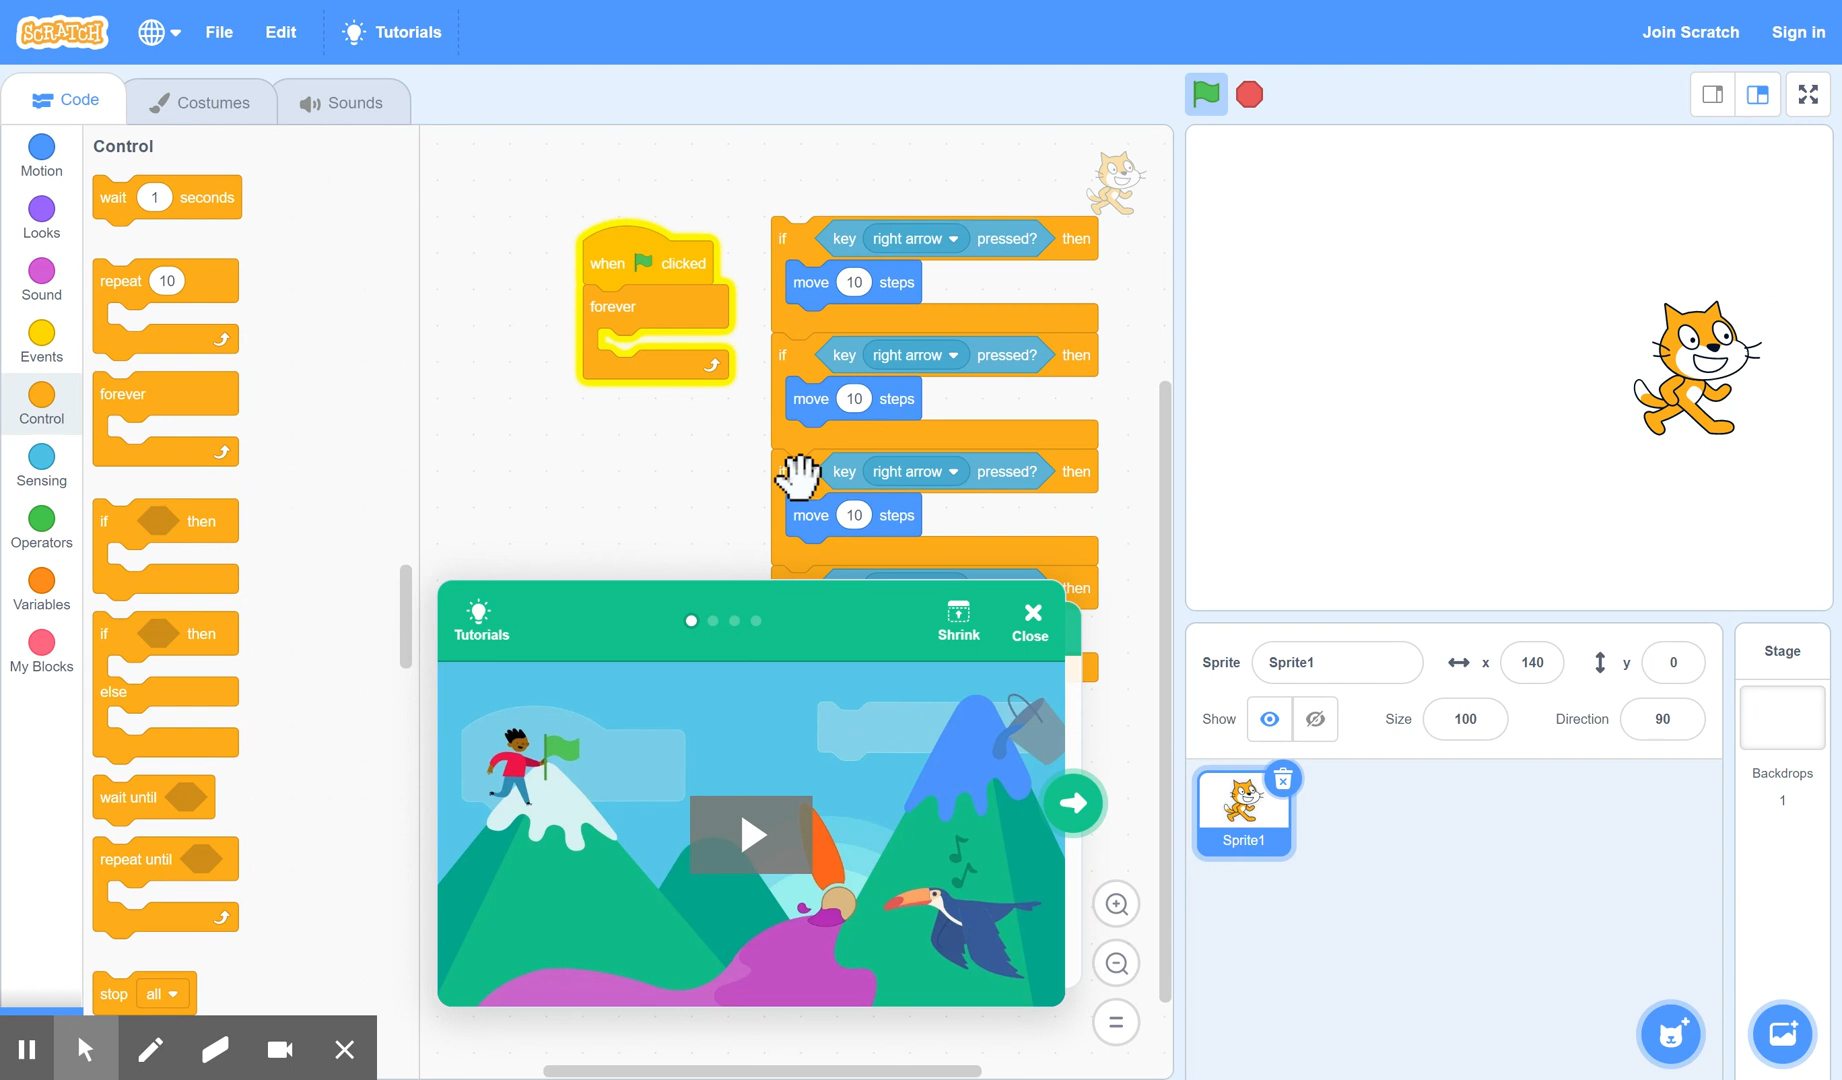 SCRATCH
File
Edit
Tutorials
Join Scratch
Sign in
Code
Costumes
Sounds
Motion
Looks
Sound
Events
Control
Sensing
Operators
Variables
My Blocks
Control
wait 1 seconds
repeat 10
forever
if then
if then
else
wait until
repeat until
stop all
when clicked
forever
if key right arrow pressed? then
move 10 steps
if key right arrow pressed? then
move 10 steps
key right arrow pressed? then
move 10 steps
then
Tutorials
Shrink
Close
Sprite Sprite1 x 140 y 0
Show Size 100 Direction 90
Sprite1
Stage
Backdrops
1